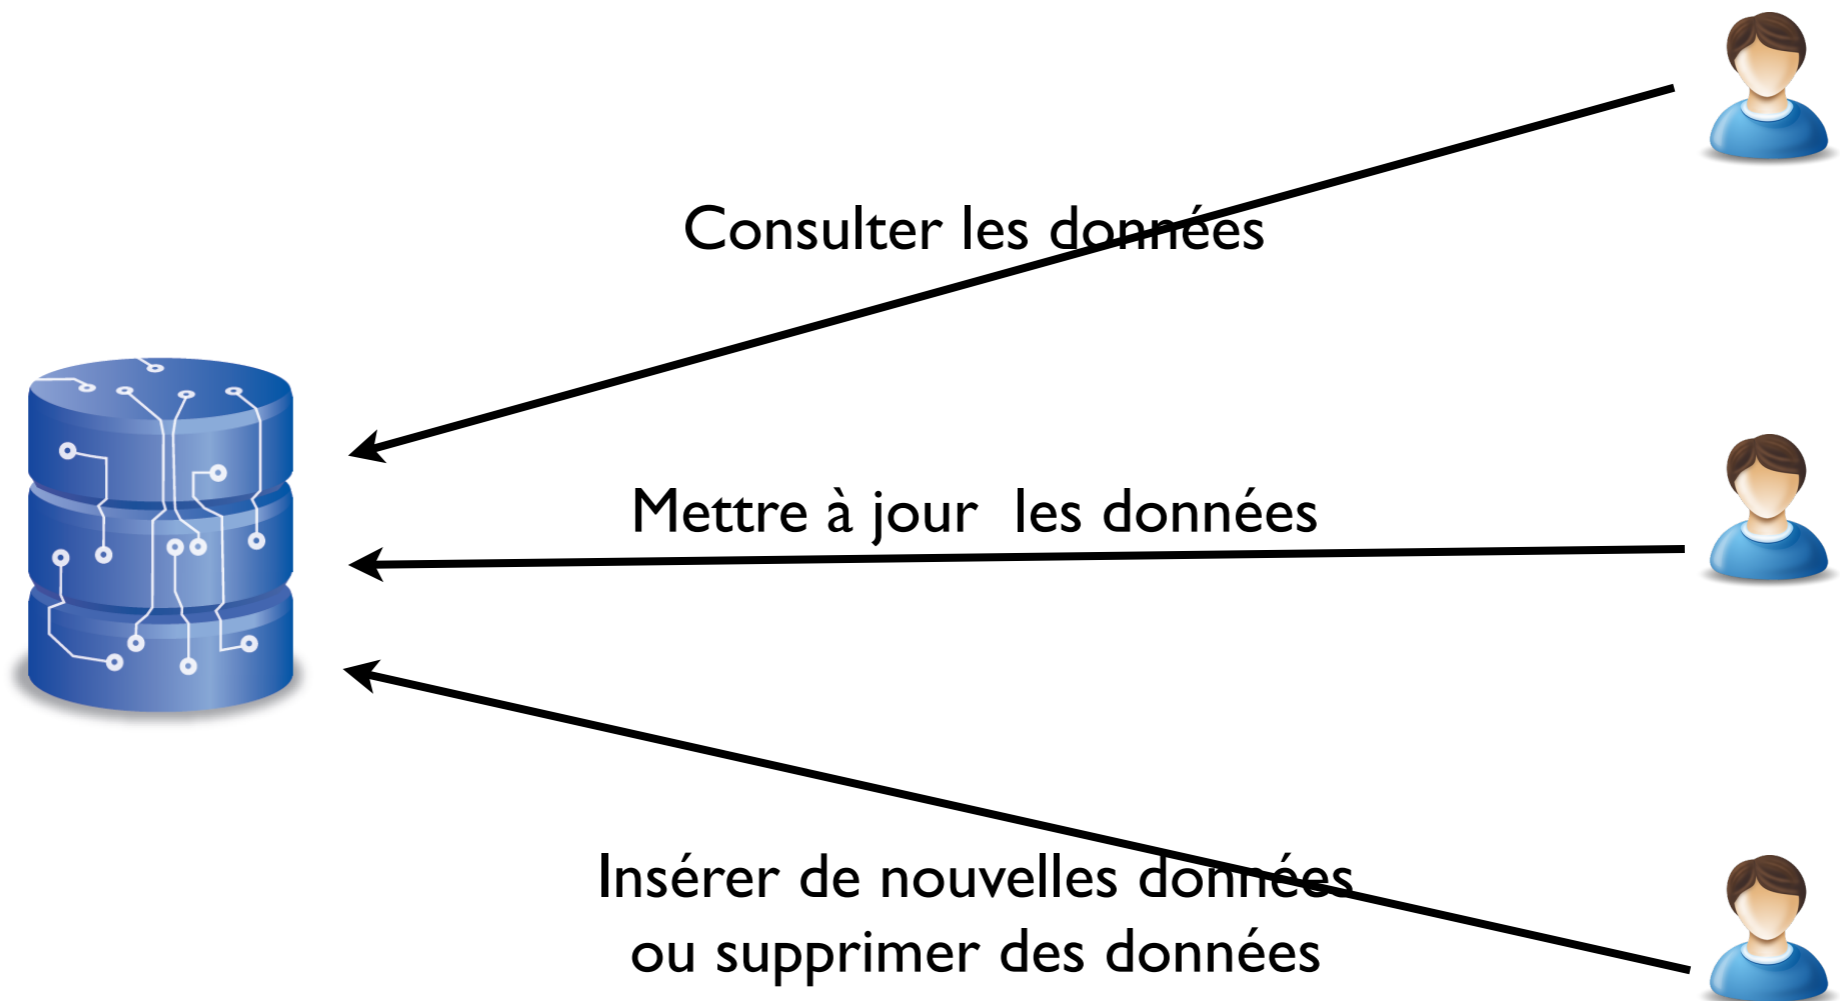 Consulter les données
Mettre à jour les données
Insérer de nouvelles données
ou supprimer des données